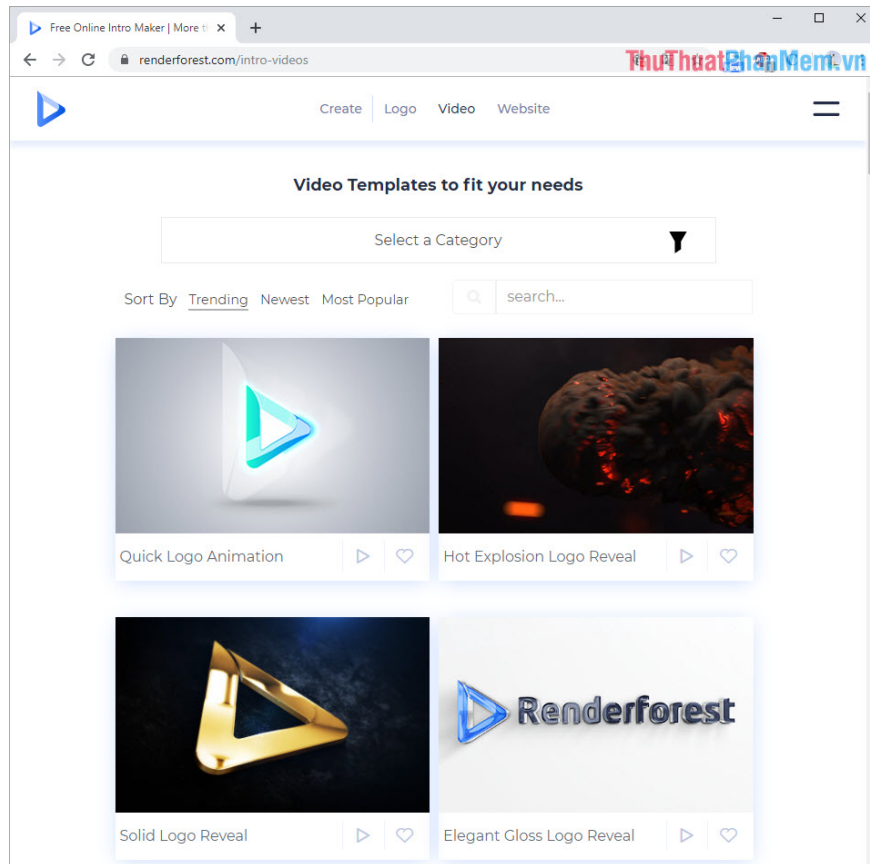 Free Online Intro Maker | More t
renderforest.com/intro-videos
ThuThuatPhanMem.vn
Create Logo Video Website
Video Templates to fit your needs
Select a Category
Sort By Trending Newest Most Popular
search...
Quick Logo Animation
Hot Explosion Logo Reveal
Renderforest
Solid Logo Reveal
Elegant Gloss Logo Reveal